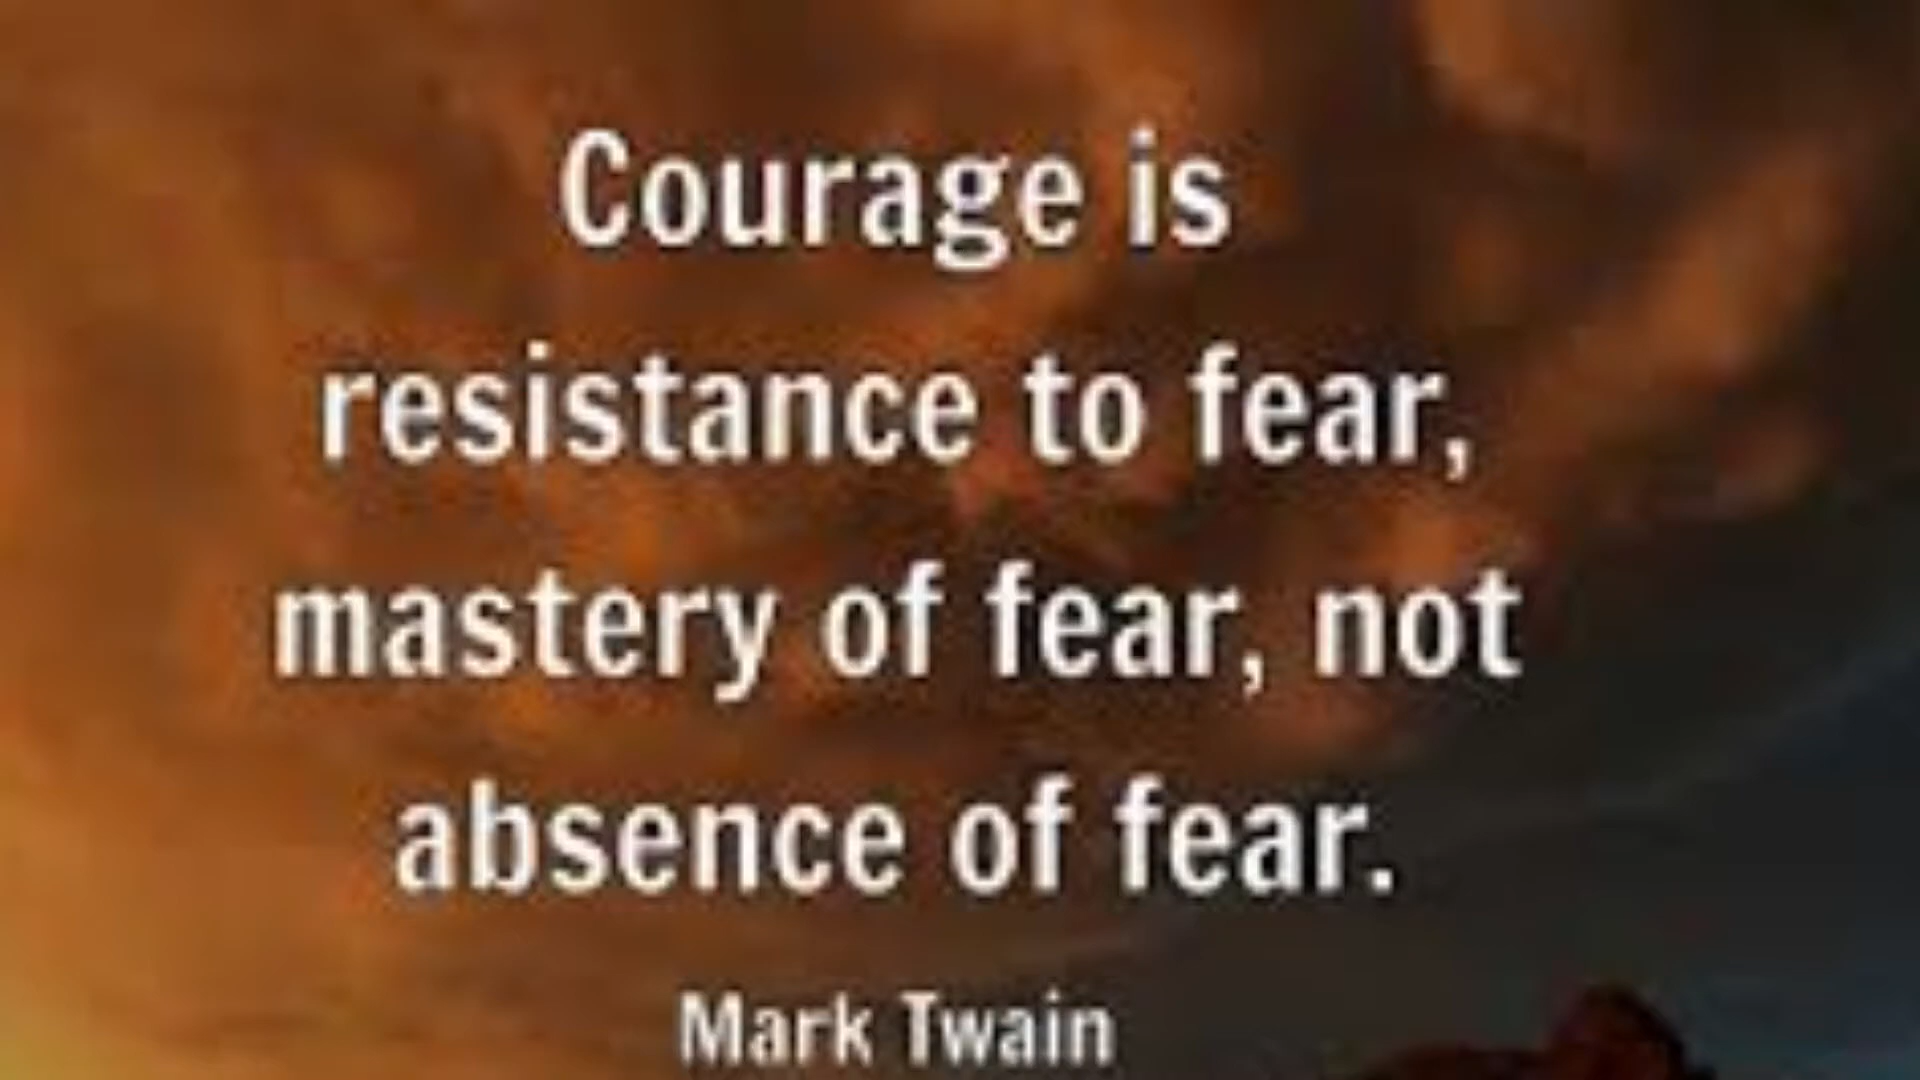 Courage is
resistance to fear,
mastery of fear, not
absence of fear.
Mark Twain